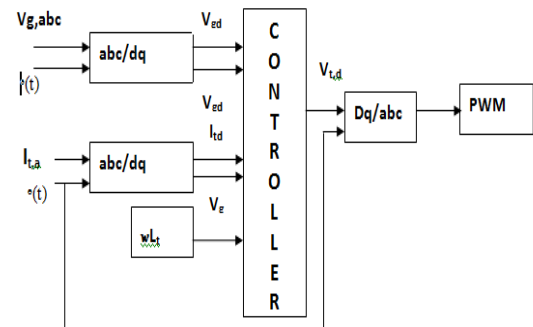 Vg,abc
(t)
abc/dq
Vgd
Vgd
Itd
It,a
(t)
abc/dq
Vg
wLt
CONTROLLER
Vt,d
Dq/abc
PWM